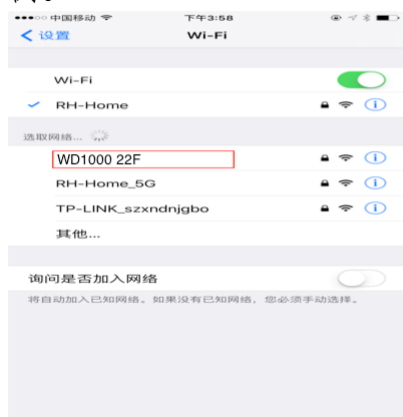 中国移动 下午3:58
设置 Wi-Fi
Wi-Fi
RH-Home
选取网络...
WD1000 22F
RH-Home_5G
TP-LINK_szxndnjgbo
其他...
询问是否加入网络
将自动加入已知网络。如果没有已知网络，您必须手动选择。